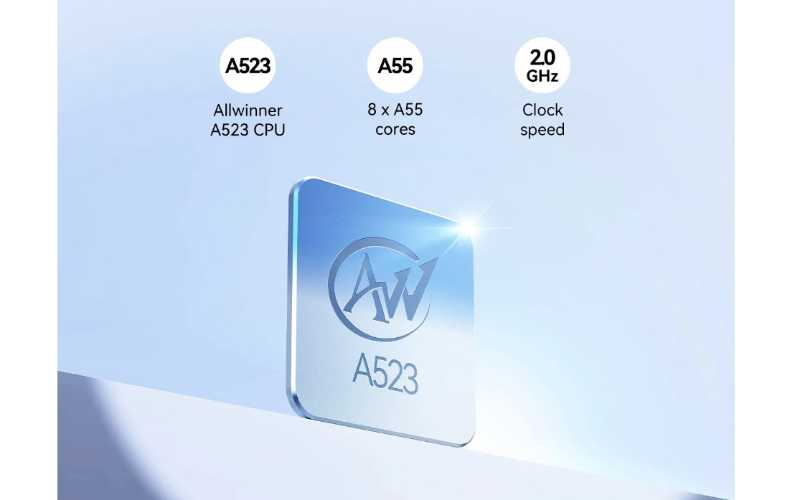 A523
A55
2.0
GHz
Allwinner
A523 CPU
8 x A55
cores
Clock
speed
AW
A523